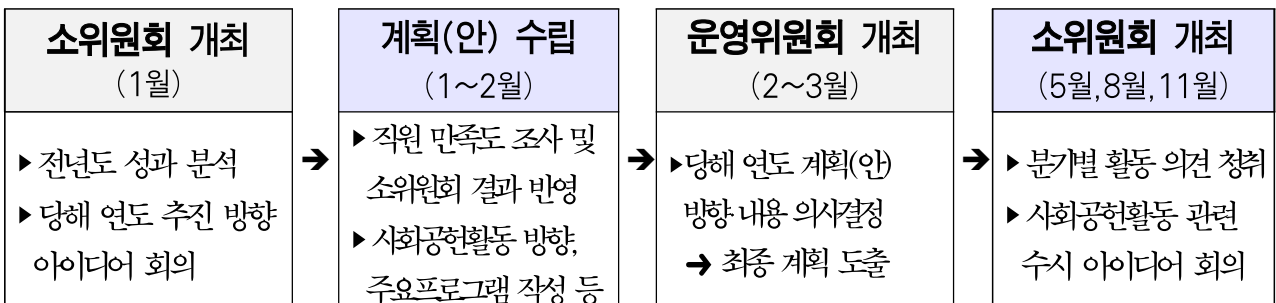 소위원회 개최
(1월)
▶ 전년도 성과 분석
▶ 당해 연도 추진 방향
아이디어 회의
➔
계획(안) 수립
(1~2월)
▶ 직원 만족도 조사 및
소위원회 결과 반영
▶ 사회공헌활동 방향,
주요프로그램 작성 등
➔
운영위원회 개최
(2~3월)
▶당해 연도 계획(안)
방향·내용 의사결정
➔ 최종 계획 도출
➔
소위원회 개최
(5월,8월,11월)
▶ 분기별 활동 의견 청취
▶ 사회공헌활동 관련
수시 아이디어 회의